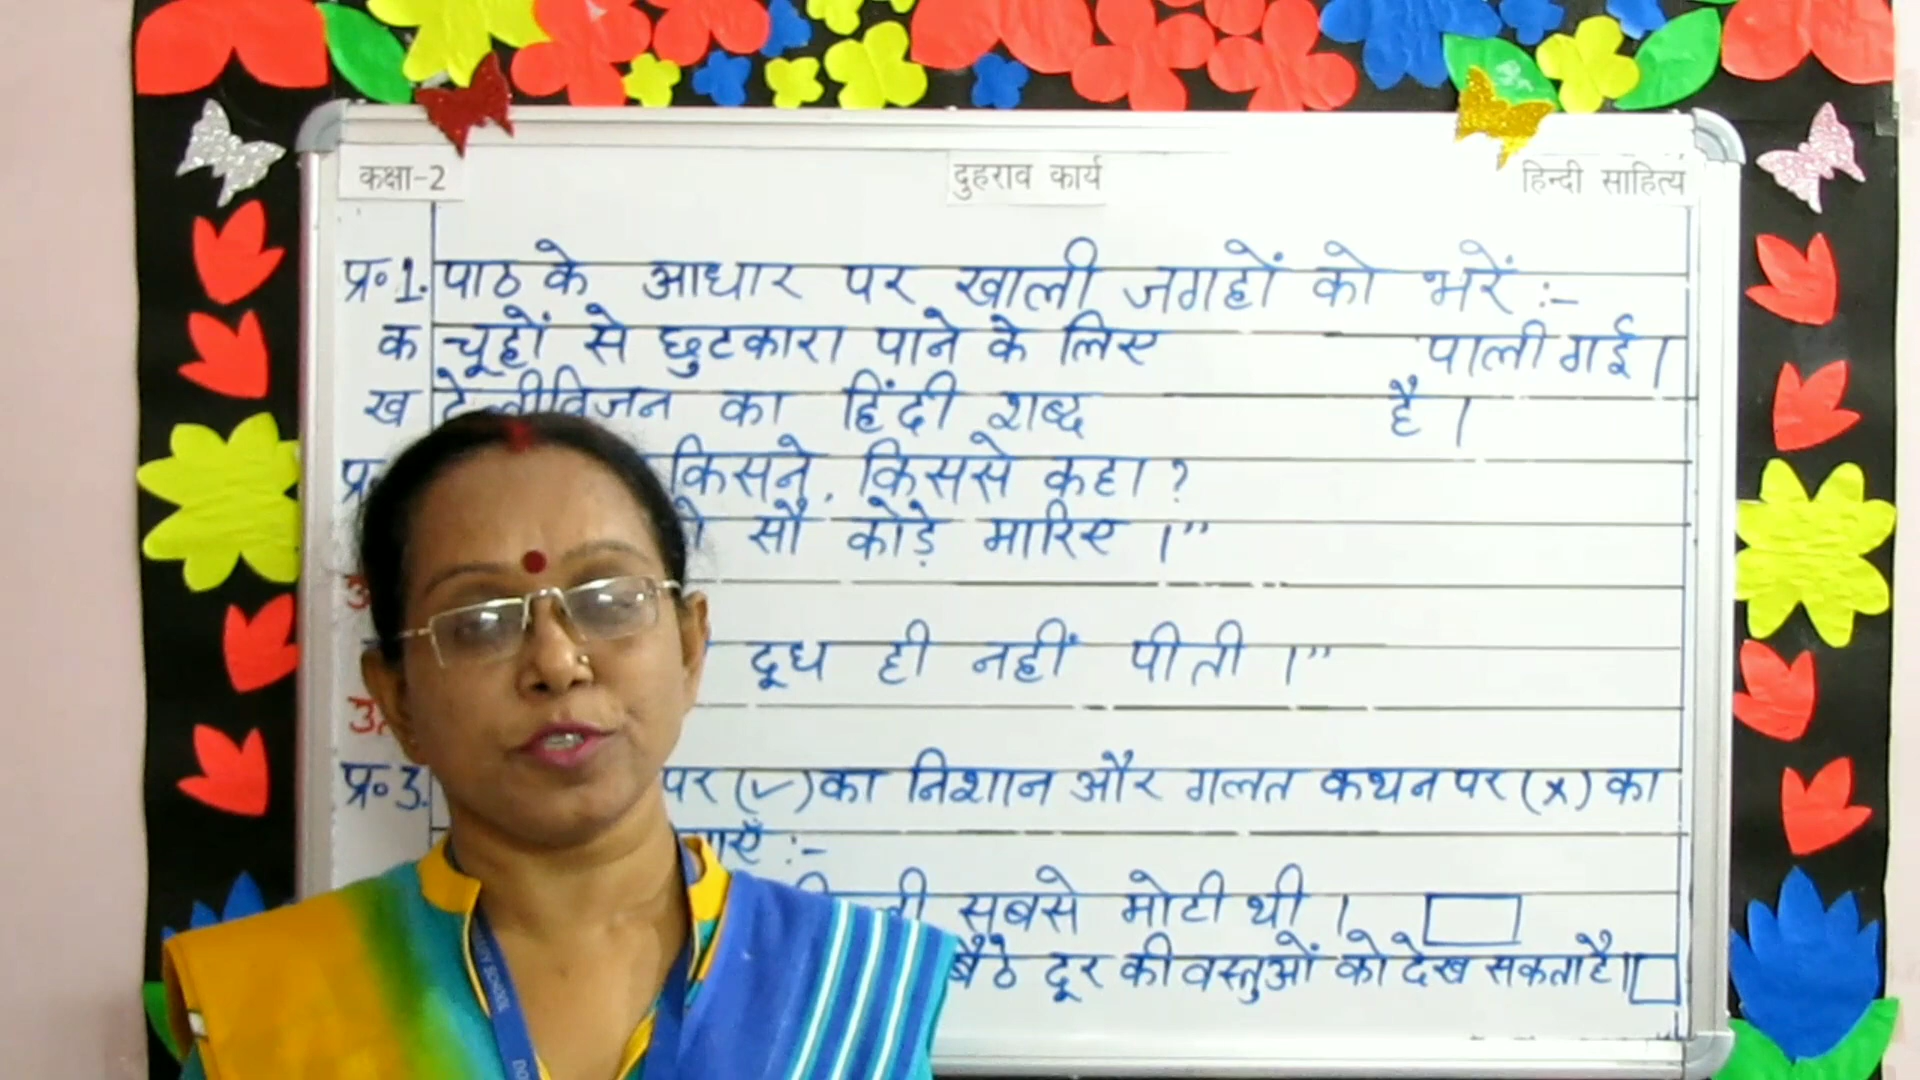 कक्षा-2
दुहराव कार्य
हिन्दी साहित्य
प्र॰1. पाठ के आधार पर खाली जगहों को भरें :-
क चूहों से छुटकारा पाने के लिए पाली गई।
ख टेलीविजन का हिंदी शब्द है।
किसने, किससे कहा?
सौ कोड़े मारिए।"
दूध ही नहीं पीती।"
प्र॰3. पर (✓) का निशान और गलत कथन पर (x) का
सबसे मोटी थी।
बैठे दूर की वस्तुओं को देख सकता है।